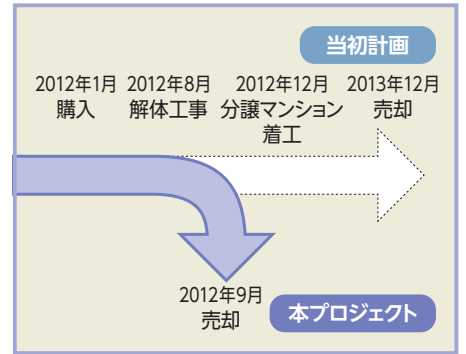 当初計画
2012年1月 2012年8月 2012年12月 2013年12月
購入 解体工事 分譲マンション 売却
着工
2012年9月
売却
本プロジェクト